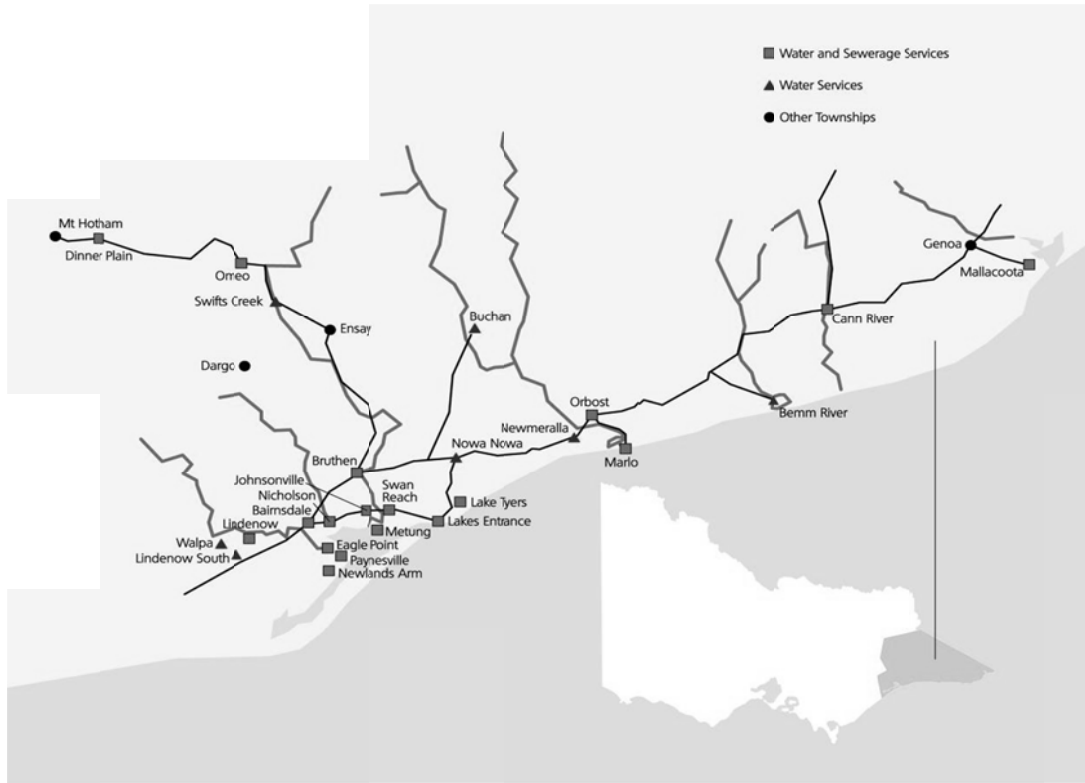 Water and Sewerage Services
Water Services
Other Townships
Mt Hotham
Dinner Plain
Omeo
Genoa
Mallacoota
Swifts Creek
Ensay
Buchan
Cann River
Dargo
Orbost
Bemm River
Newmeralla
Nowa Nowa
Marlo
Bruthen
Johnsonville
Swan
Reach
Nicholson
Lake Tyers
Bairnsdale
Lindenow
Lakes Entrance
Metung
Walpa
Eagle Point
Lindenow South
Paynesville
Newlands Arm